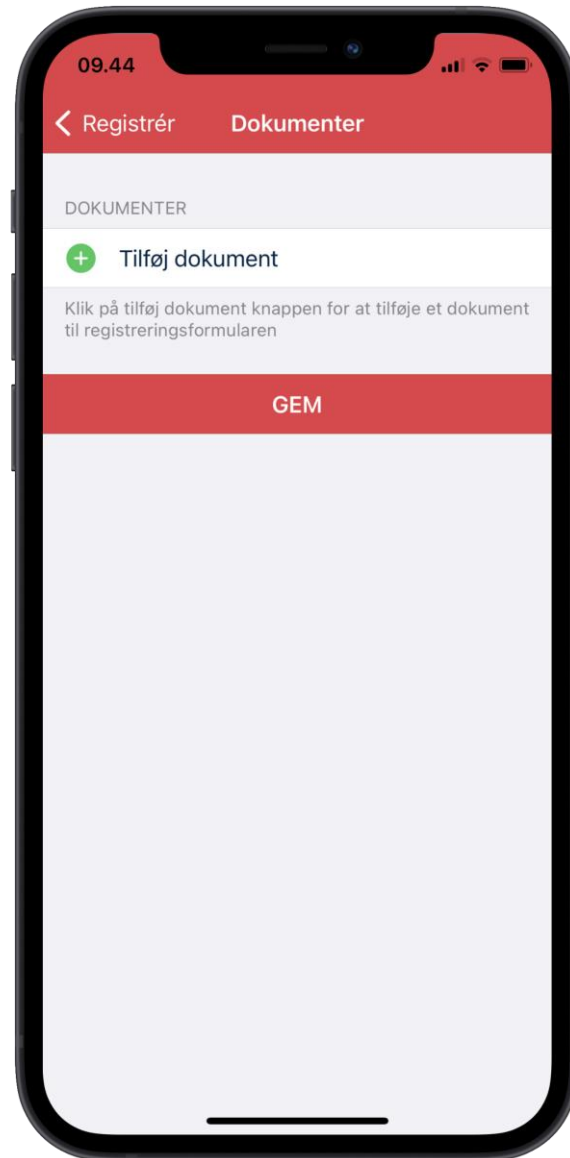 09.44
Registrér Dokumenter
DOKUMENTER
Tilføj dokument
Klik på tilføj dokument knappen for at tilføje et dokument
til registreringsformularen
GEM